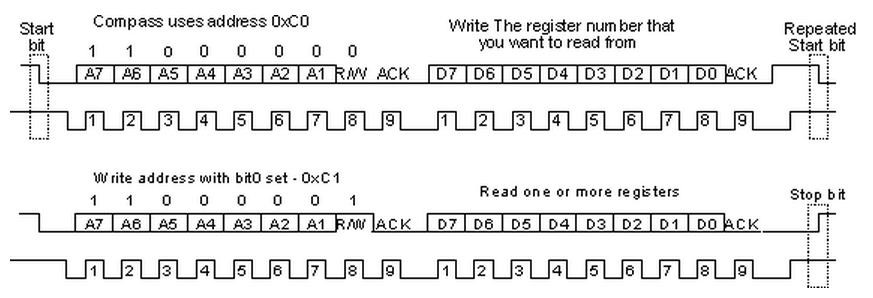 Start
bit
Compass uses address 0xC0
Write The register number that
you want to read from
Repeated
Start bit
1 1 0 0 0 0 0 0
A7 A6 A5 A4 A3 A2 A1 R/W ACK D7 D6 D5 D4 D3 D2 D1 D0 ACK
1 2 3 4 5 6 7 8 9 1 2 3 4 5 6 7 8 9
Write address with bit0 set - 0xC1
Read one or more registers
Stop bit
1 1 0 0 0 0 0 1
A7 A6 A5 A4 A3 A2 A1 R/W ACK D7 D6 D5 D4 D3 D2 D1 D0 ACK
1 2 3 4 5 6 7 8 9 1 2 3 4 5 6 7 8 9